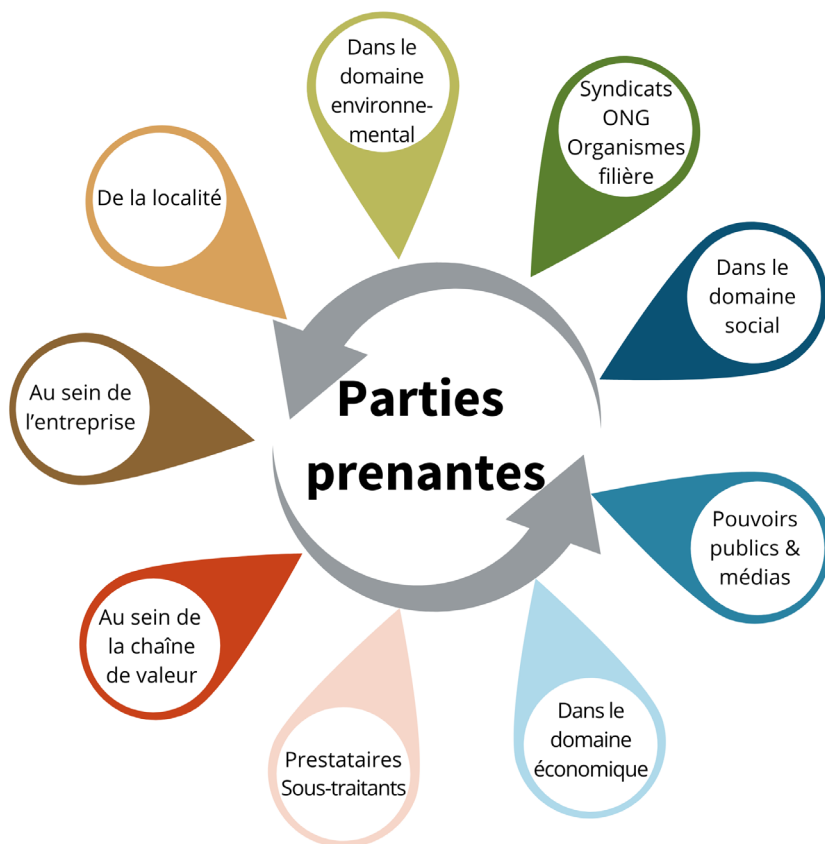 Dans le
domaine
environne-
mental
Syndicats
ONG
Organismes
filière
Dans le
domaine
social
Pouvoirs
publics &
médias
Dans le
domaine
économique
Prestataires
Sous-traitants
Au sein de
la chaîne
de valeur
Au sein de
l'entreprise
De la localité
Parties
prenantes